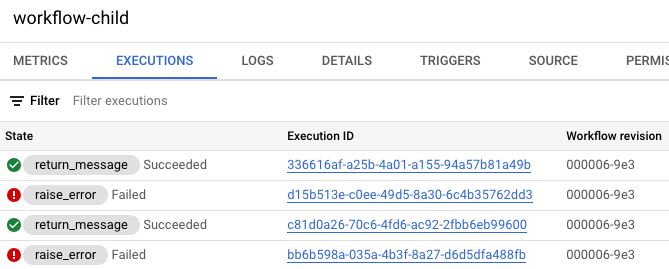 workflow-child
METRICS EXECUTIONS LOGS DETAILS TRIGGERS SOURCE PERMIS
Filter Filter executions
State Execution ID Workflow revision
return_message Succeeded 336616af-a25b-4a01-a155-94a57b81a49b 000006-9e3
raise_error Failed d15b513e-c0ee-49d5-8a30-6c4b35762dd3 000006-9e3
return_message Succeeded c81d0a26-70c6-4fd6-ac92-2fbb6eb99600 000006-9e3
raise_error Failed bb6b598a-035a-4b3f-8a27-d6d5dfa488fb 000006-9e3